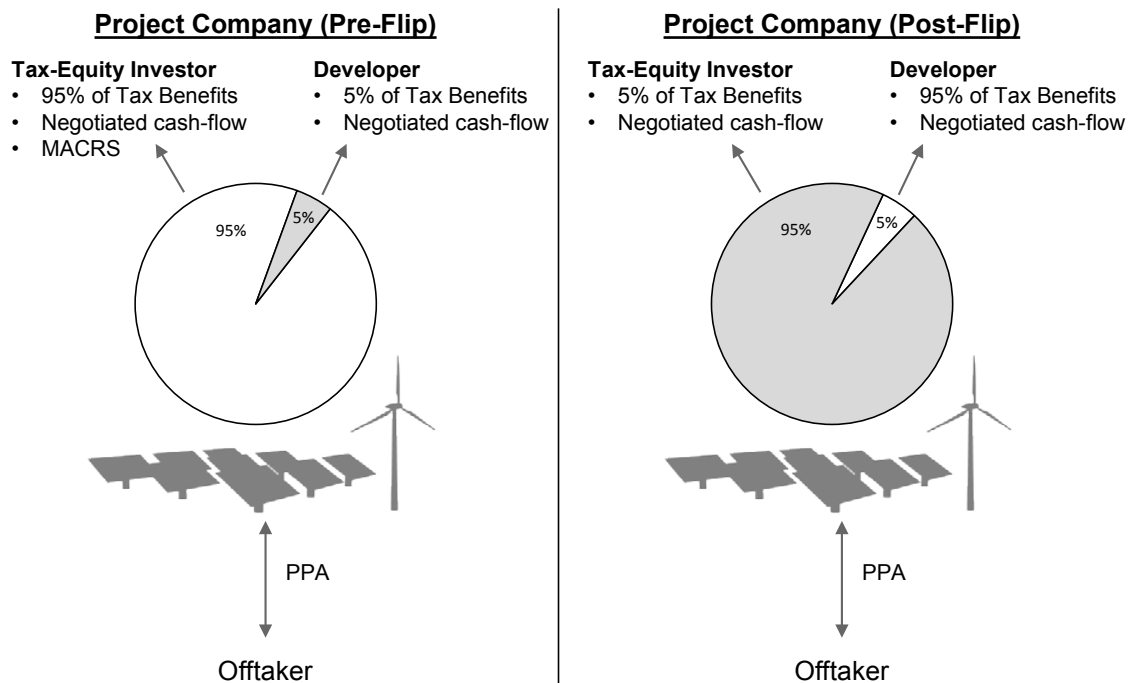 Project Company (Pre-Flip)
Tax-Equity Investor
• 95% of Tax Benefits
• Negotiated cash-flow
• MACRS
Developer
• 5% of Tax Benefits
• Negotiated cash-flow
95%
5%
PPA
Offtaker
Project Company (Post-Flip)
Tax-Equity Investor
• 5% of Tax Benefits
• Negotiated cash-flow
Developer
• 95% of Tax Benefits
• Negotiated cash-flow
95%
5%
PPA
Offtaker